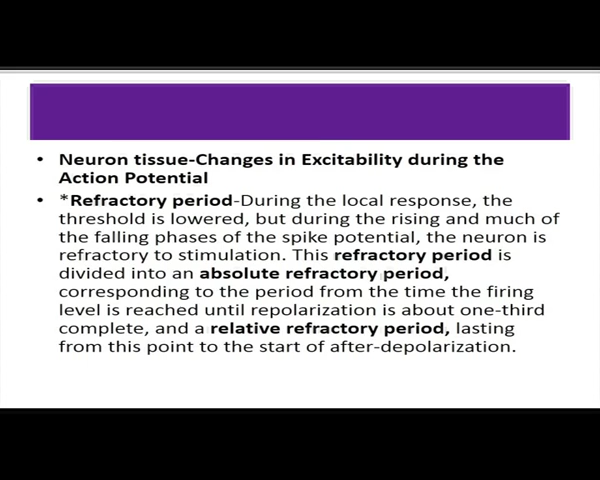 • Neuron tissue-Changes in Excitability during the
Action Potential
• *Refractory period-During the local response, the
threshold is lowered, but during the rising and much of
the falling phases of the spike potential, the neuron is
refractory to stimulation. This refractory period is
divided into an absolute refractory period,
corresponding to the period from the time the firing
level is reached until repolarization is about one-third
complete, and a relative refractory period, lasting
from this point to the start of after-depolarization.